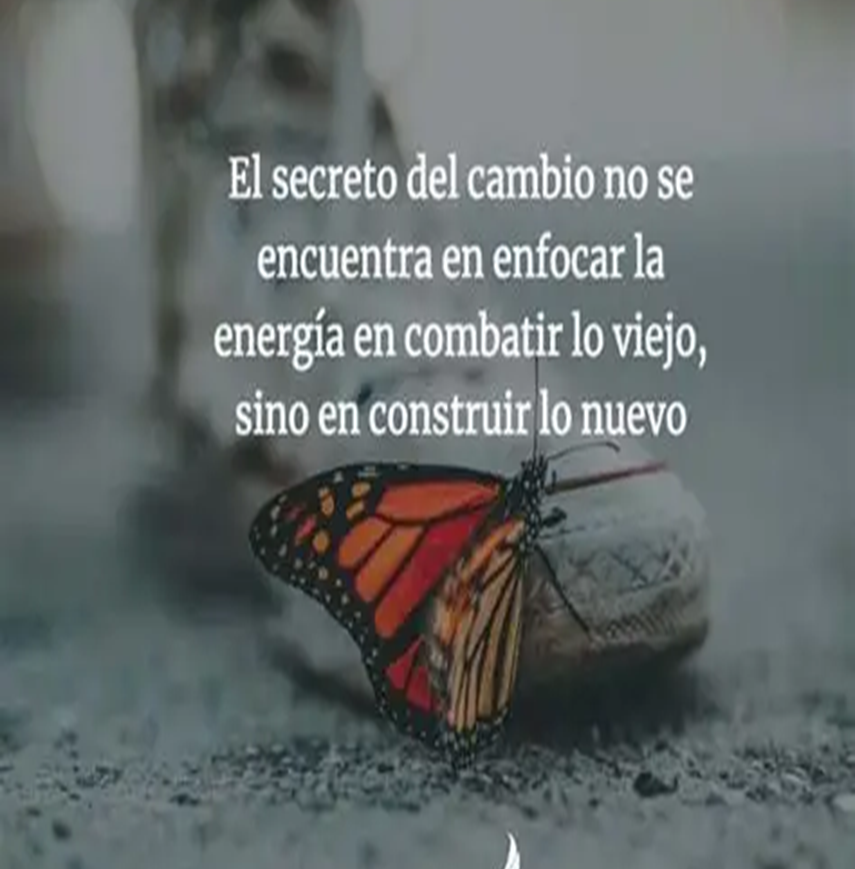 El secreto del cambio no se
encuentra en enfocar la
energía en combatir lo viejo,
sino en construir lo nuevo